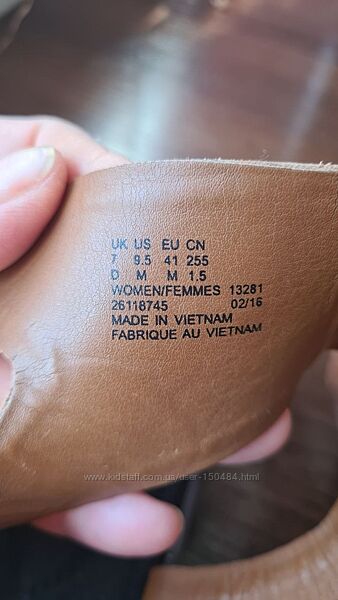 UK US EU CN
7 9.5 41 255
D M M 1.5
WOMEN/FEMMES 13281
26118745 02/16
MADE IN VIETNAM
FABRIQUE AU VIETNAM
www.kidstaff.com.ua/user-150484.html